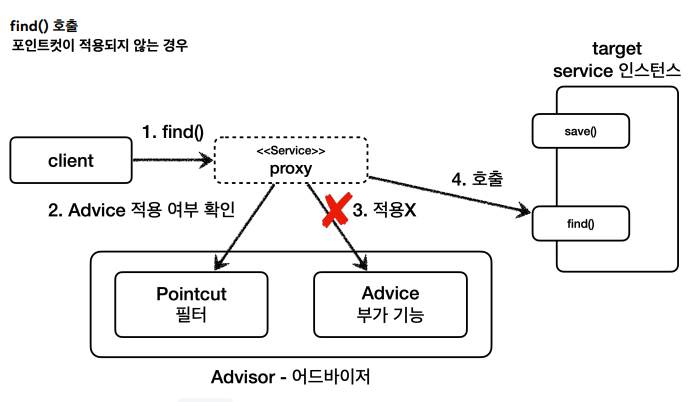 find() 호출
포인트컷이 적용되지 않는 경우
target
service 인스턴스
save()
1. find()
<<Service>>
proxy
client
4. 호출
2. Advice 적용 여부 확인
3. 적용X
find()
Pointcut
필터
Advice
부가 기능
Advisor - 어드바이저